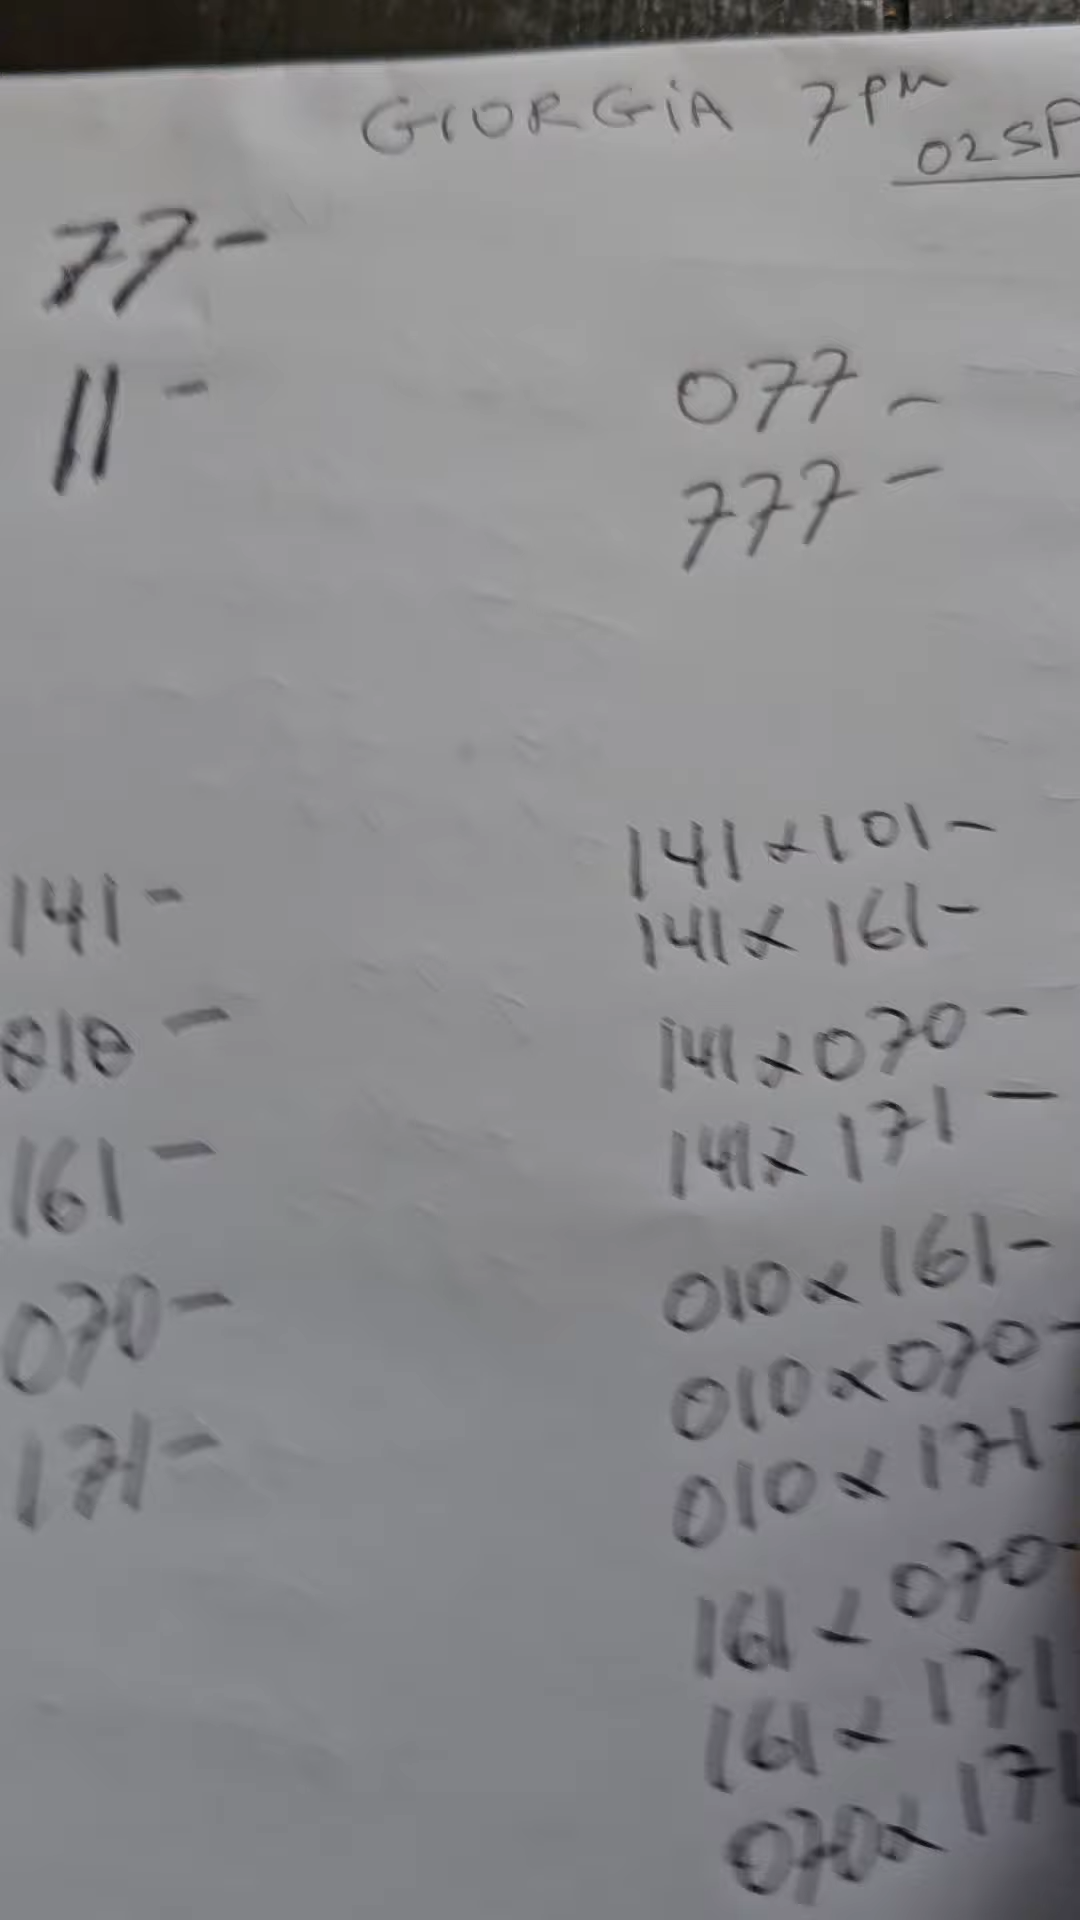 GIORGIA 7pm
02SP
77-
11-
077-
777-
141-
010-
161-
070-
171-
141x101-
141x161-
141x070-
141x171-
010x161-
010x070-
010x171-
161x070-
161x171
070x171